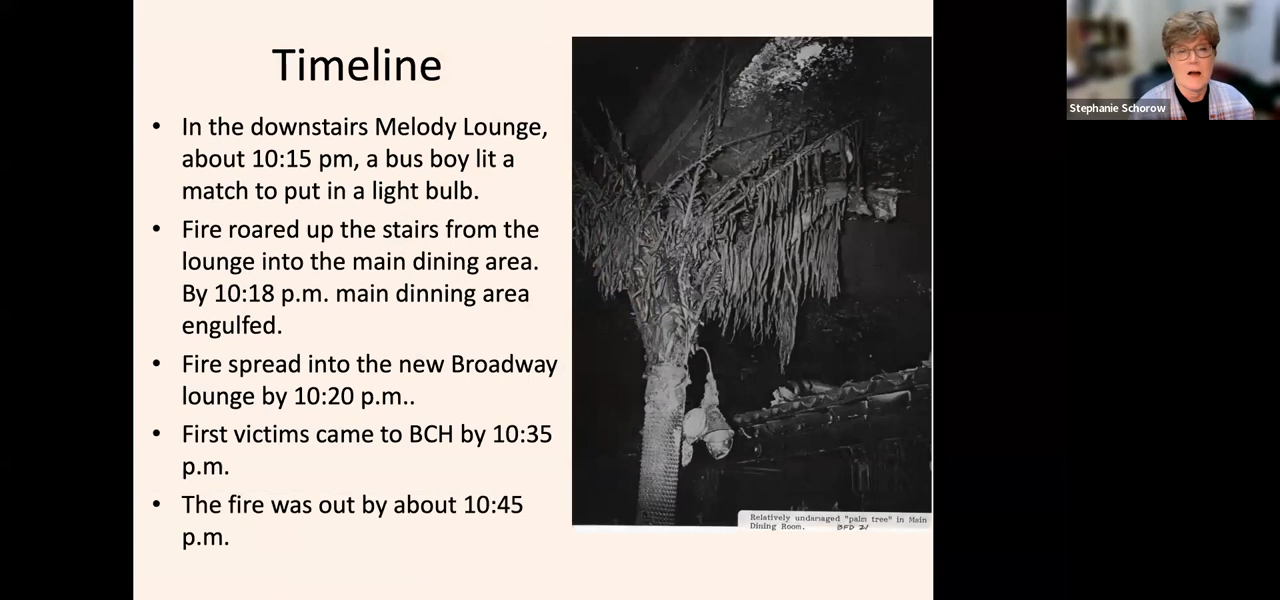 Timeline
• In the downstairs Melody Lounge,
about 10:15 pm, a bus boy lit a
match to put in a light bulb.
• Fire roared up the stairs from the
lounge into the main dining area.
By 10:18 p.m. main dinning area
engulfed.
• Fire spread into the new Broadway
lounge by 10:20 p.m..
• First victims came to BCH by 10:35
p.m.
• The fire was out by about 10:45
p.m.
Relatively undamaged "palm tree" in Main
Dining Room. BFD 21
Stephanie Schorow